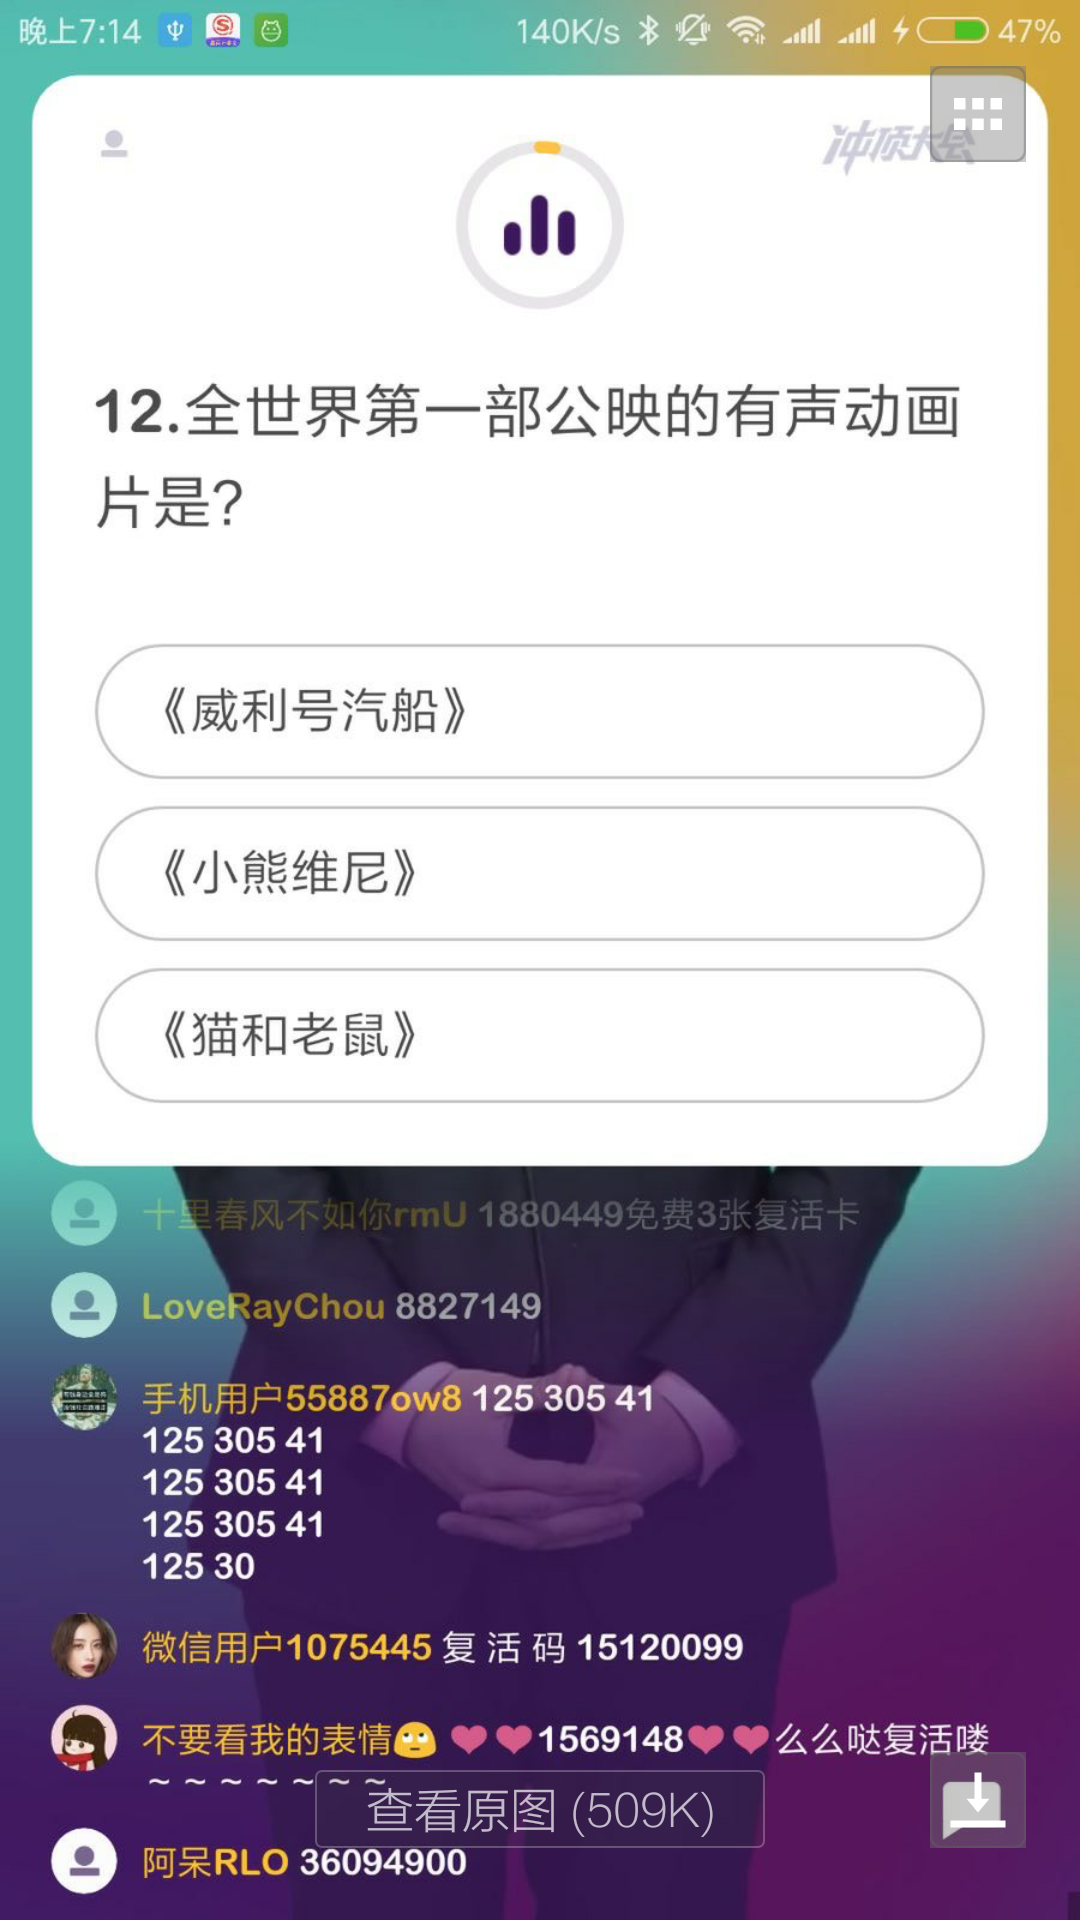 晚上7:14
140K/s
47%
冲顶大会
12.全世界第一部公映的有声动画
片是?
《威利号汽船》
《小熊维尼》
《猫和老鼠》
十里春风不如你rmU 1880449免费3张复活卡
LoveRayChou 8827149
手机用户55887ow8 125 305 41
125 305 41
125 305 41
125 305 41
125 30
微信用户1075445 复 活 码 15120099
不要看我的表情🙄 ❤❤1569148❤❤么么哒复活喽
~ ~ ~ ~ ~ ~ ~
查看原图 (509K)
阿呆RLO 36094900